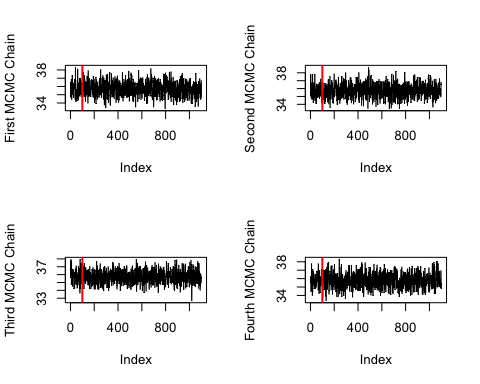 First MCMC Chain
38
34
0 400 800
Index
Second MCMC Chain
38
34
0 400 800
Index
Third MCMC Chain
37
33
0 400 800
Index
Fourth MCMC Chain
38
34
0 400 800
Index